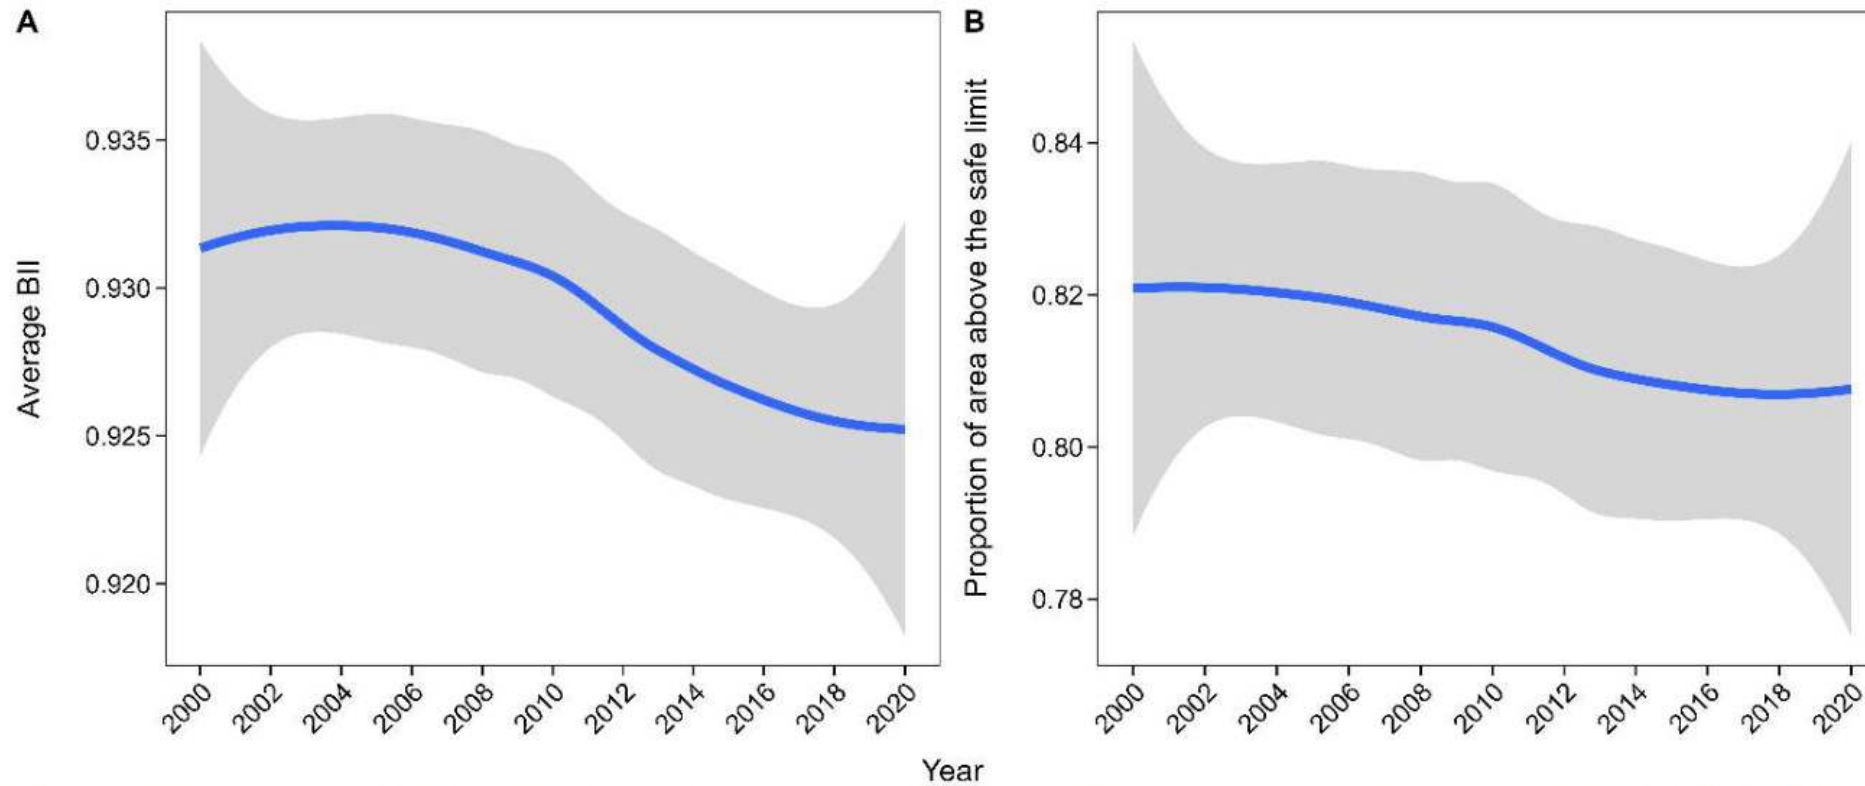 A
Average BII
0.935
0.930
0.925
0.920
2000 2002 2004 2006 2008 2010 2012 2014 2016 2018 2020
B
Proportion of area above the safe limit
0.84
0.82
0.80
0.78
2000 2002 2004 2006 2008 2010 2012 2014 2016 2018 2020
Year